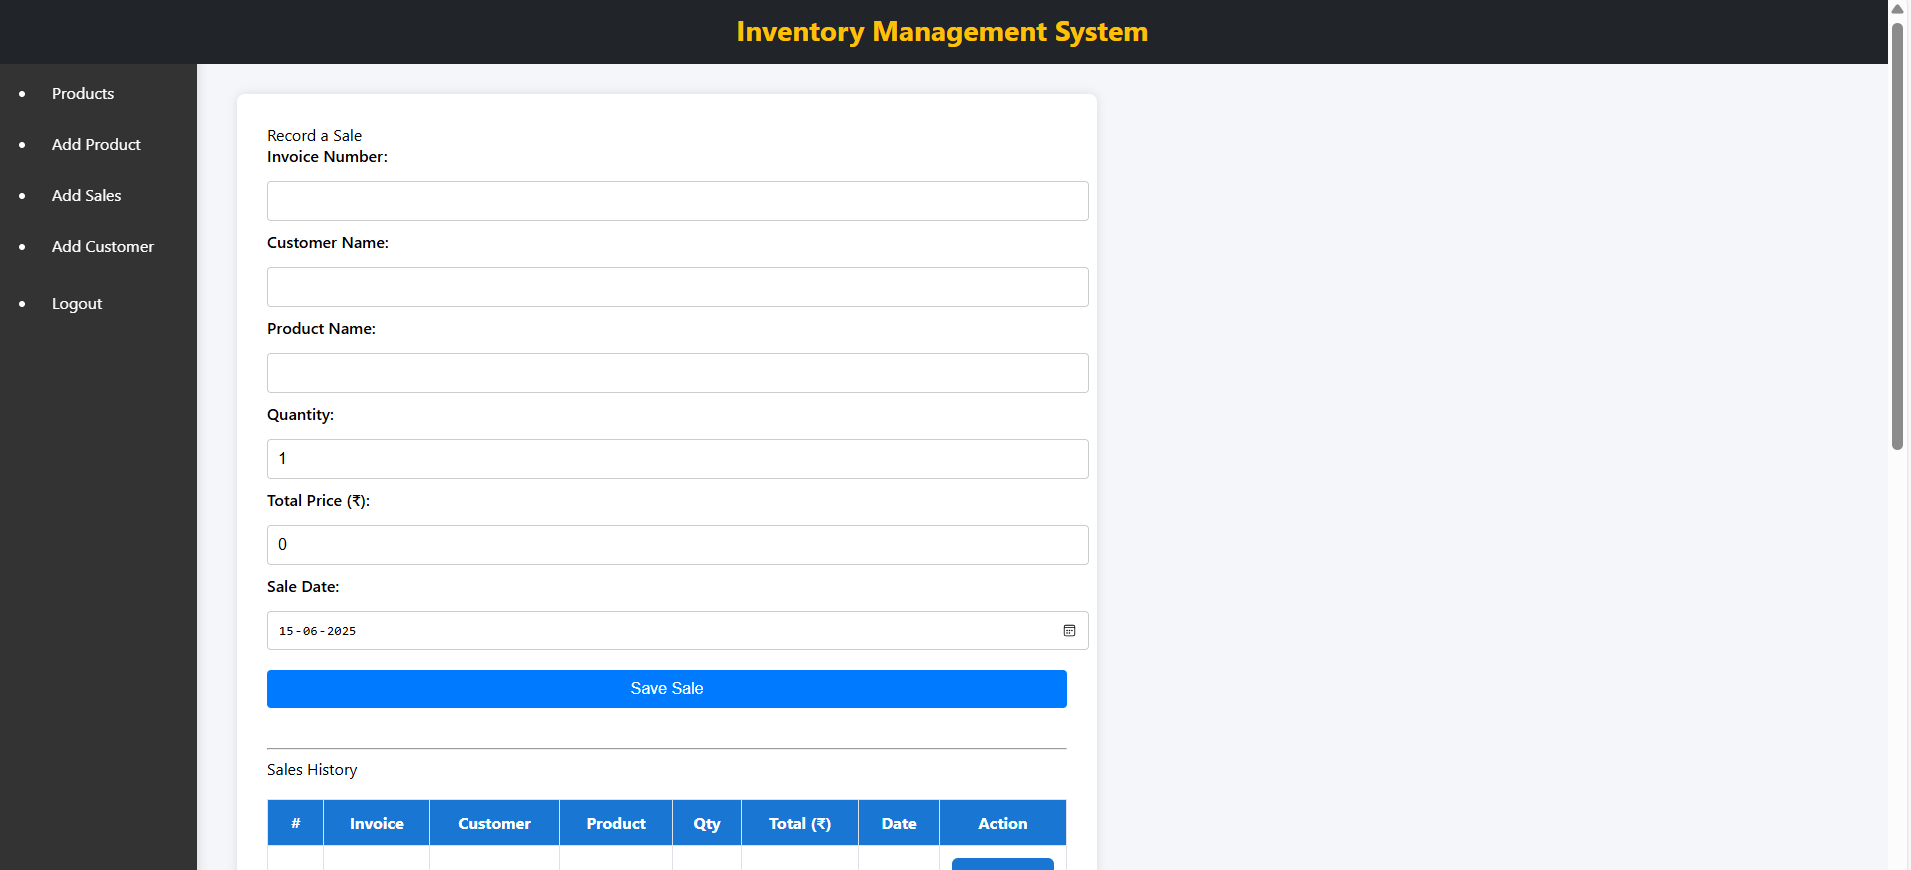 Inventory Management System
Products
Add Product
Add Sales
Add Customer
Logout
Record a Sale
Invoice Number:
Customer Name:
Product Name:
Quantity:
1
Total Price (₹):
0
Sale Date:
15-06-2025
Save Sale
Sales History
# Invoice Customer Product Qty Total (₹) Date Action